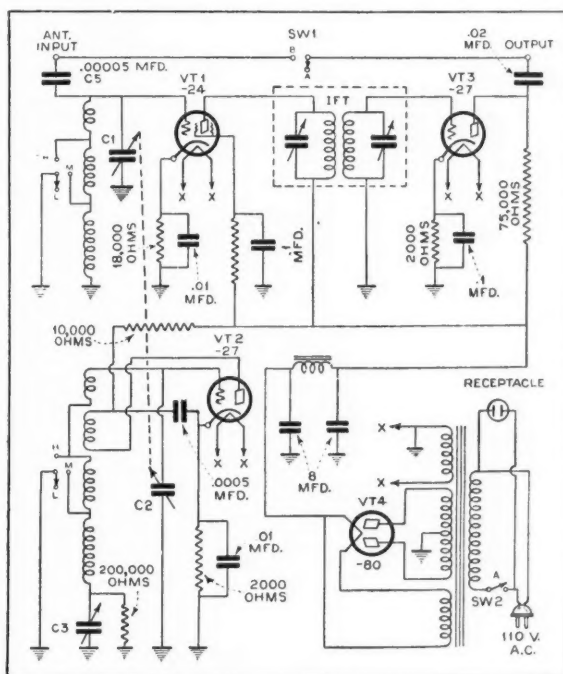 ANT. INPUT
.00005 MFD.
C5
SW1
B
A
.02 MFD.
OUTPUT
VT1
-24
IFT
VT3
-27
C1
H
M
L
X X
X X
18,000 OHMS
.01 MFD.
MFD.
2000 OHMS
1 MFD.
75,000 OHMS
10,000 OHMS
VT2
-27
RECEPTACLE
H
M
L
X X
.0005 MFD.
8 MFD.
X
X
VT4
-80
C2
.01 MFD.
2000 OHMS
200,000 OHMS
C3
A
SW2
110 V. A.C.